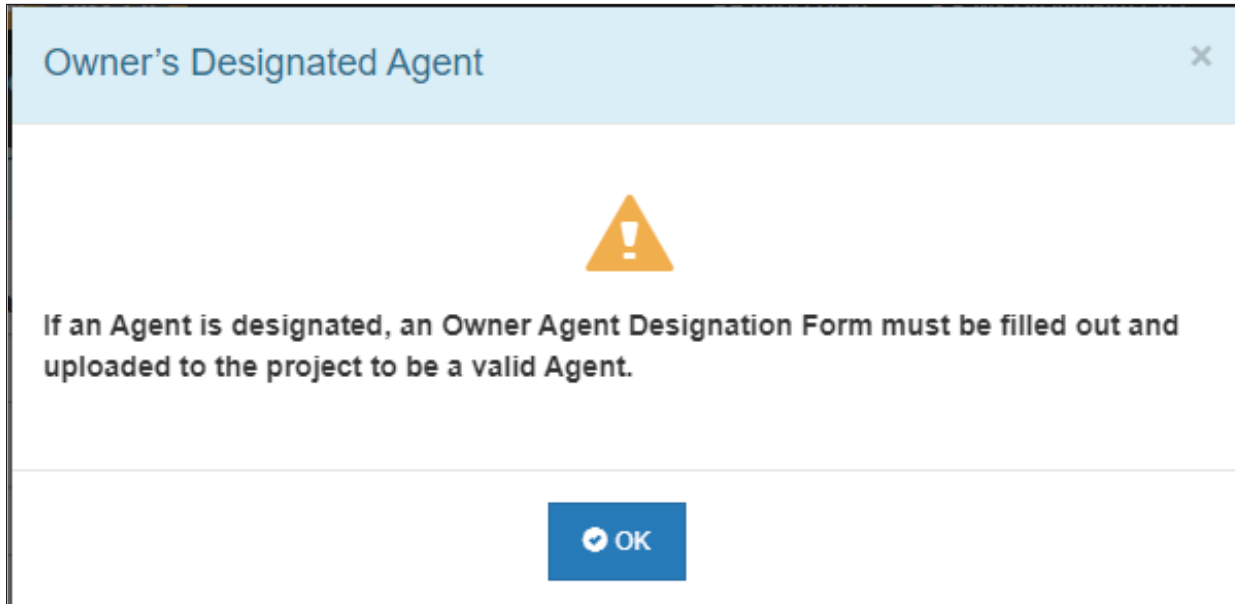 Owner’s Designated Agent
×
If an Agent is designated, an Owner Agent Designation Form must be filled out and
uploaded to the project to be a valid Agent.
OK